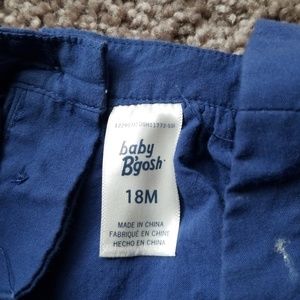 baby
B'gosh
18M
MADE IN CHINA
FABRIQUÉ EN CHINE
HECHO EN CHINA